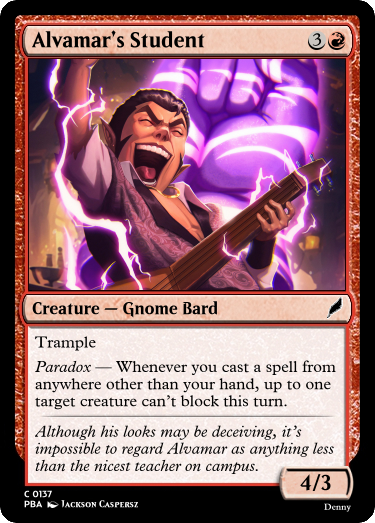 Alvamar's Student 3
Creature — Gnome Bard
Trample
Paradox — Whenever you cast a spell from
anywhere other than your hand, up to one
target creature can't block this turn.
Although his looks may be deceiving, it's
impossible to regard Alvamar as anything less
than the nicest teacher on campus.
4/3
C 0137
PBA Jackson Caspersz
Denny